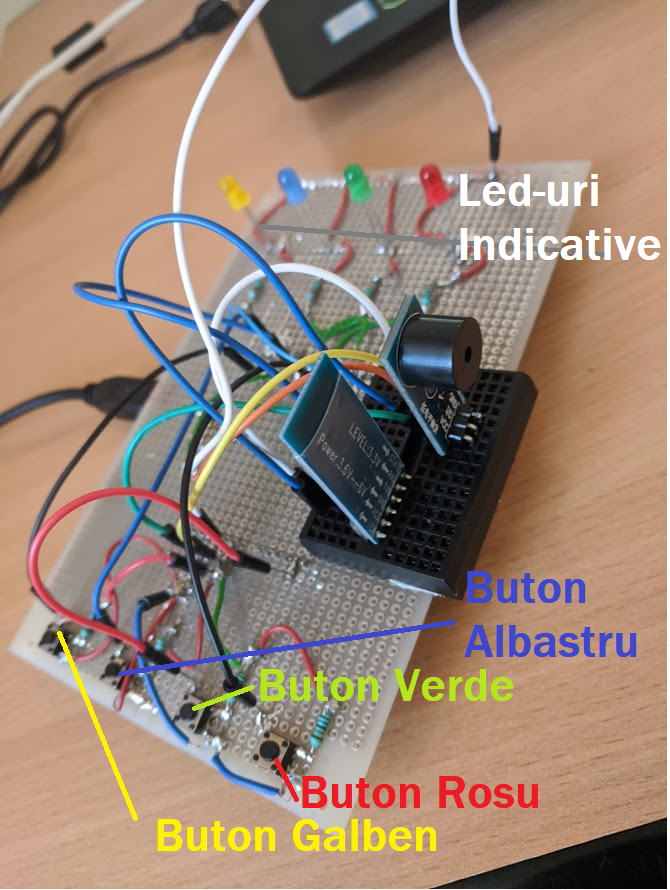 Led-uri
Indicative
LEVEL:3.3V
Power:3.6V---6V
Buton
Albastru
Buton Verde
Buton Rosu
Buton Galben